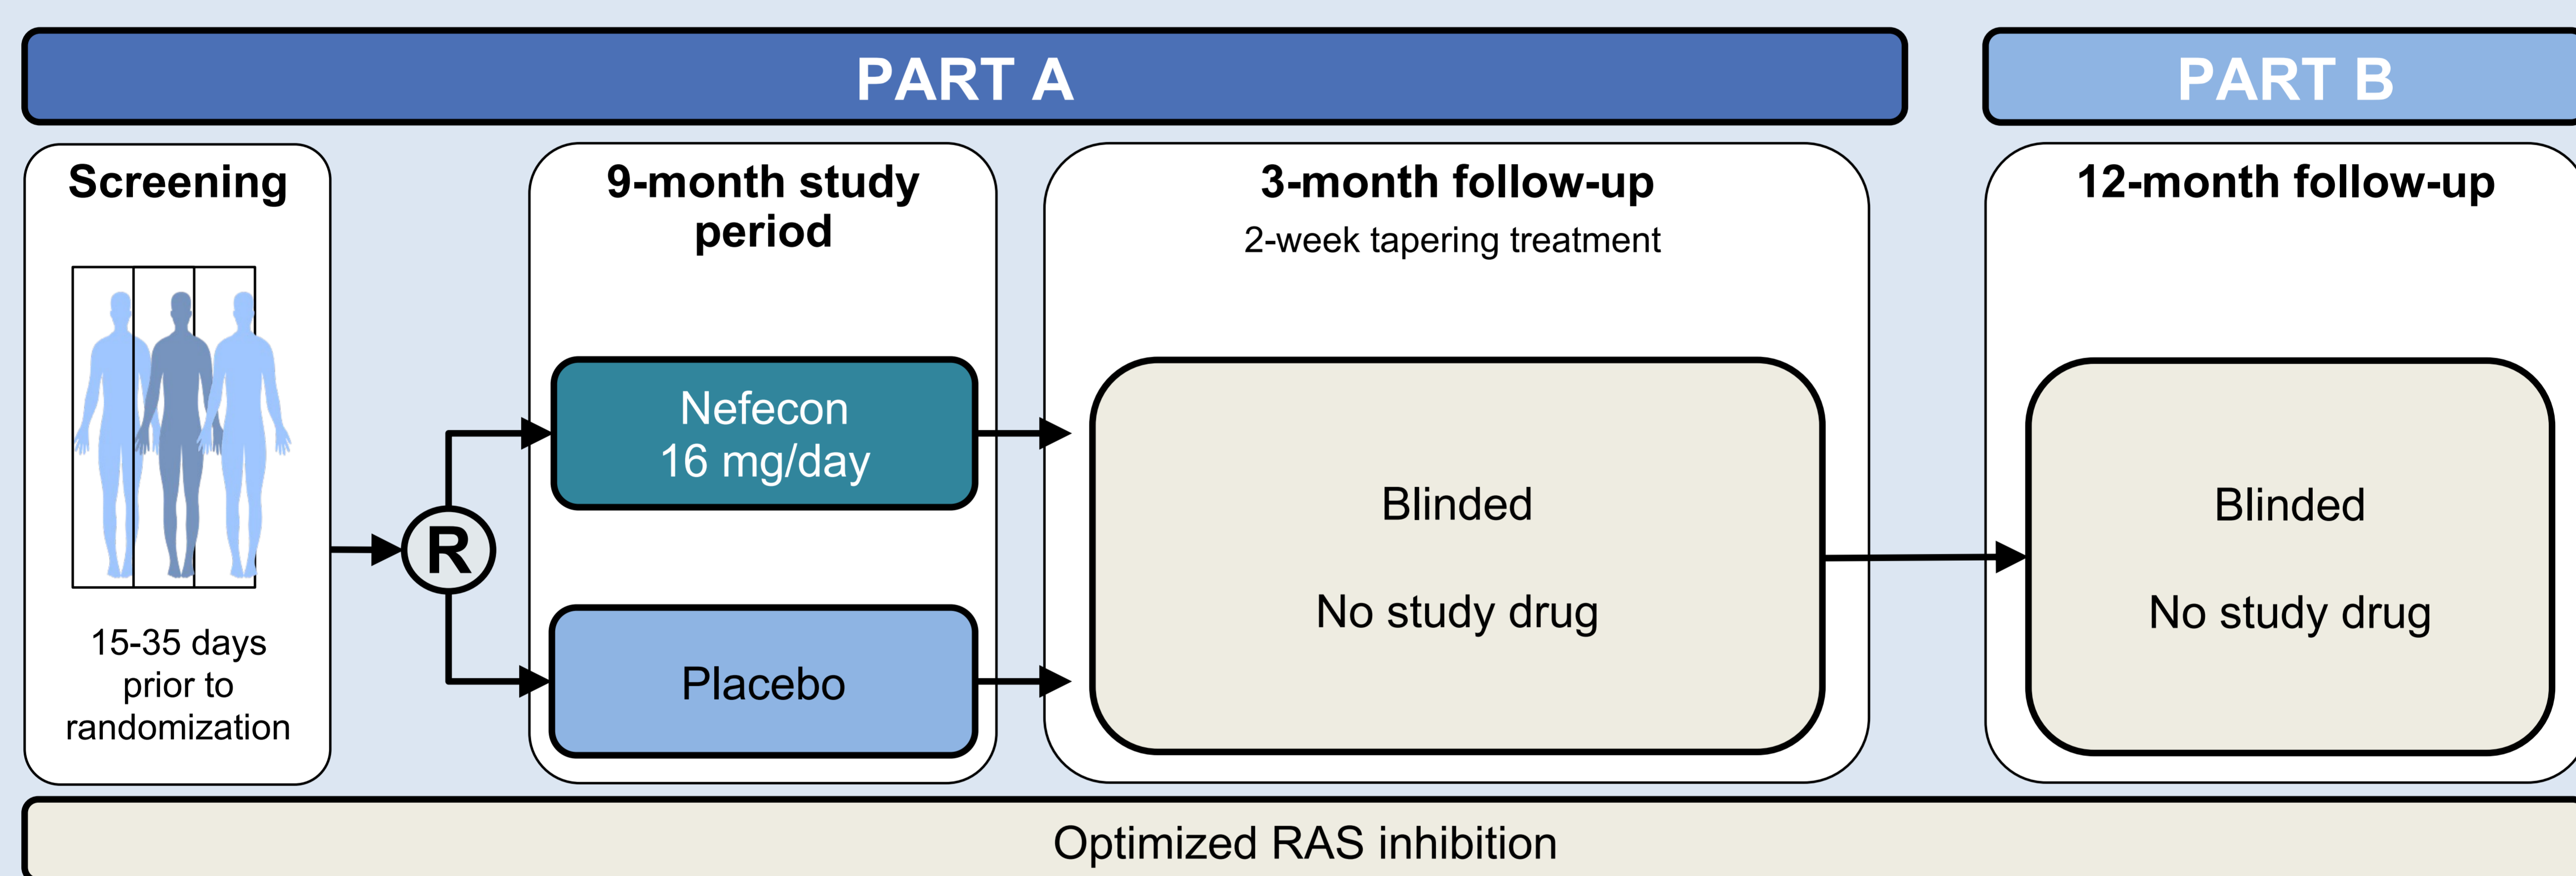 PART A
PART B
Screening
15-35 days
prior to
randomization
R
9-month study
period
Nefecon
16 mg/day
Placebo
3-month follow-up
2-week tapering treatment
Blinded
No study drug
12-month follow-up
Blinded
No study drug
Optimized RAS inhibition